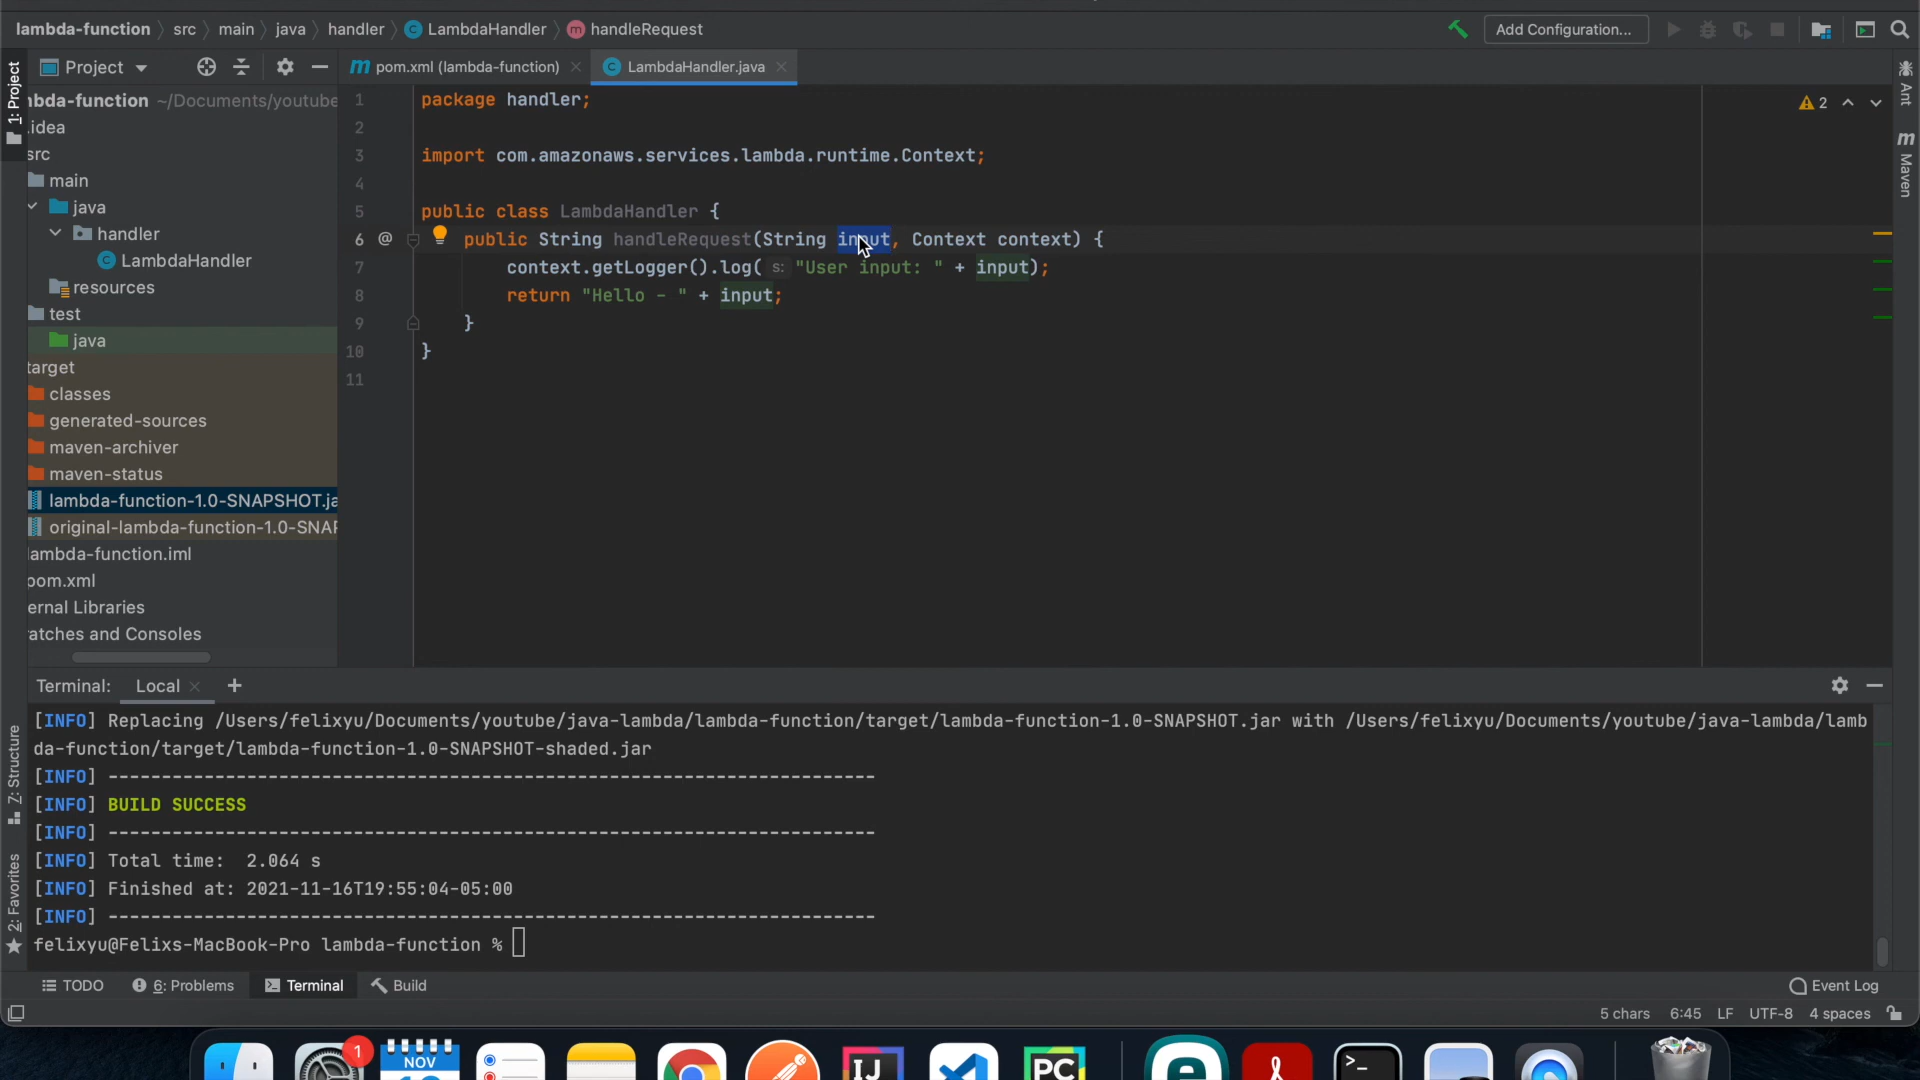 lambda-function src main java handler LambdaHandler handleRequest Add Configuration...
1: Project
Project
pom.xml (lambda-function)
LambdaHandler.java
bda-function ~/Documents/youtube
.idea
src
main
java
handler
LambdaHandler
resources
test
java
target
classes
generated-sources
maven-archiver
maven-status
lambda-function-1.0-SNAPSHOT.ja
original-lambda-function-1.0-SNAP
lambda-function.iml
pom.xml
ernal Libraries
atches and Consoles
1 package handler;
2
3 import com.amazonaws.services.lambda.runtime.Context;
4
5 public class LambdaHandler {
6 @ public String handleRequest(String input, Context context) {
7 context.getLogger().log( s: "User input: " + input);
8 return "Hello - " + input;
9 }
10 }
11
2
Ant
Maven
Terminal: Local
[INFO] Replacing /Users/felixyu/Documents/youtube/java-lambda/lambda-function/target/lambda-function-1.0-SNAPSHOT.jar with /Users/felixyu/Documents/youtube/java-lambda/lamb
da-function/target/lambda-function-1.0-SNAPSHOT-shaded.jar
[INFO] ------------------------------------------------------------------------
[INFO] BUILD SUCCESS
[INFO] ------------------------------------------------------------------------
[INFO] Total time:  2.064 s
[INFO] Finished at: 2021-11-16T19:55:04-05:00
[INFO] ------------------------------------------------------------------------
felixyu@Felixs-MacBook-Pro lambda-function %
7: Structure
2: Favorites
TODO 6: Problems Terminal Build Event Log
5 chars 6:45 LF UTF-8 4 spaces
1
NOV
IJ
PC